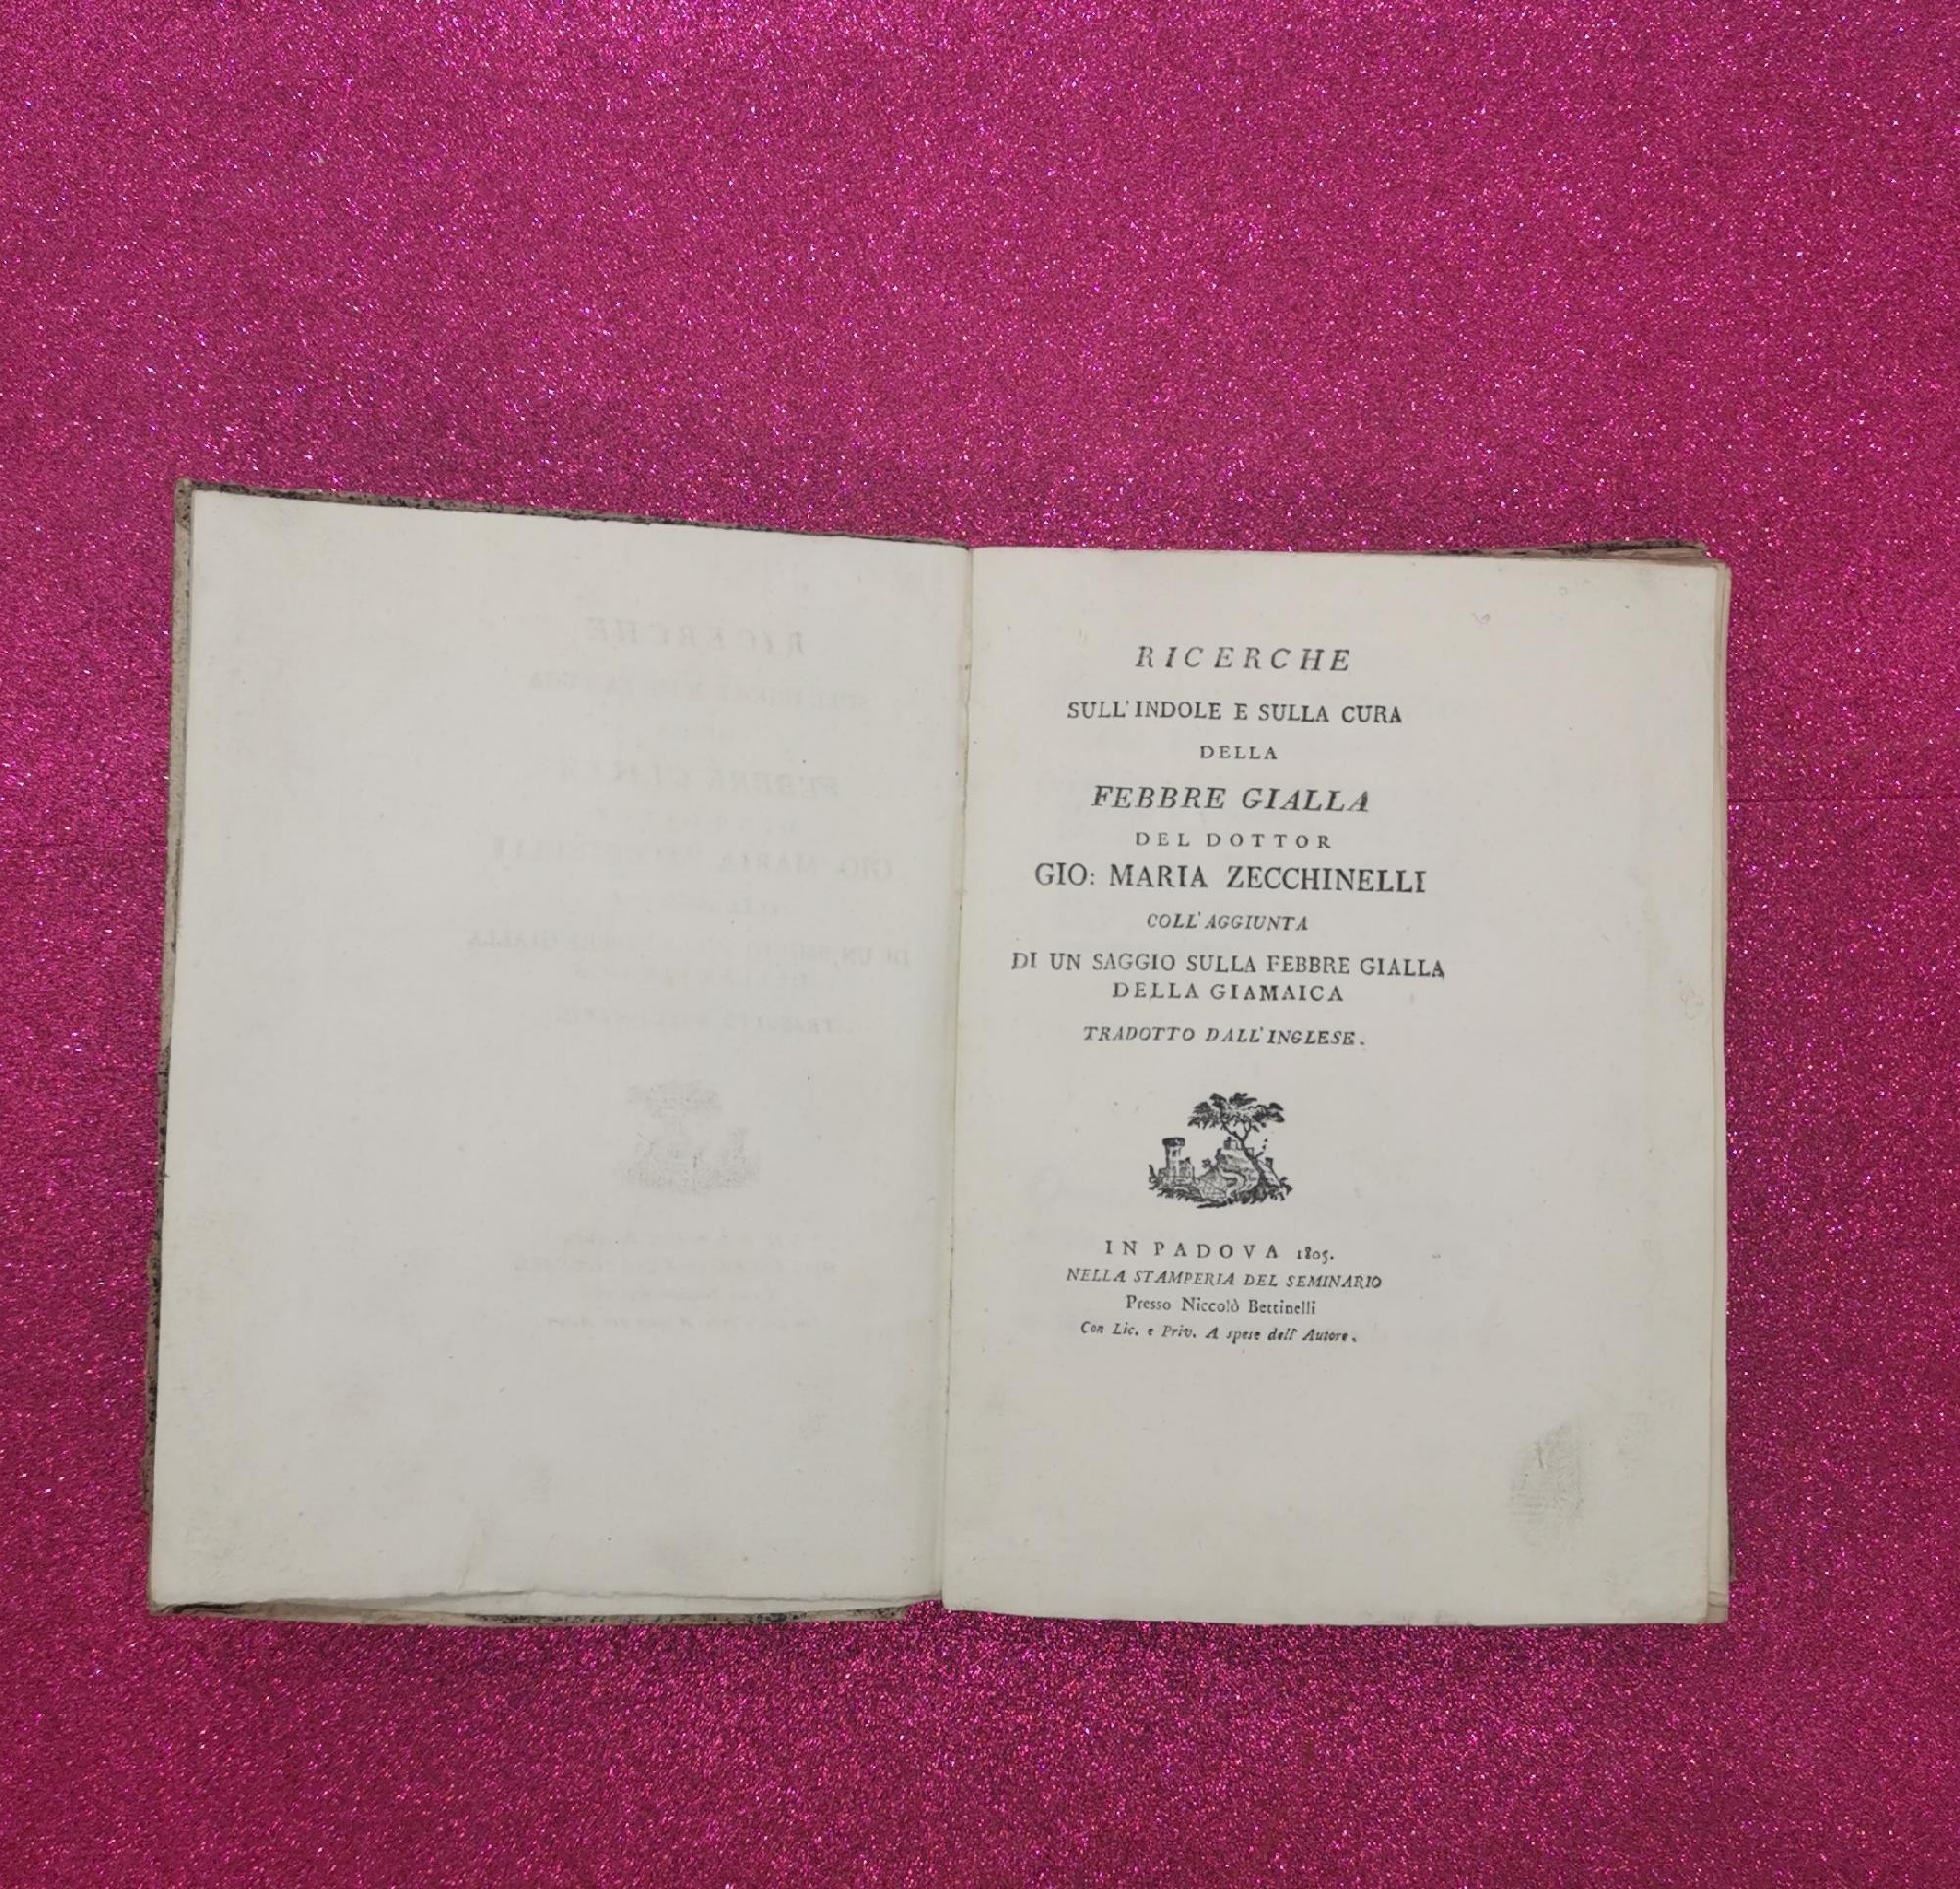 RICERCHE
SULL' INDOLE E SULLA CURA
DELLA
FEBBRE GIALLA
DEL DOTTOR
GIO: MARIA ZECCHINELLI
COLL' AGGIUNTA
DI UN SAGGIO SULLA FEBBRE GIALLA
DELLA GIAMAICA
TRADOTTO DALL' INGLESE.
IN PADOVA 1805.
NELLA STAMPERIA DEL SEMINARIO
Presso Niccolò Bettinelli
Con Lic. e Priv. A spese dell' Autore.